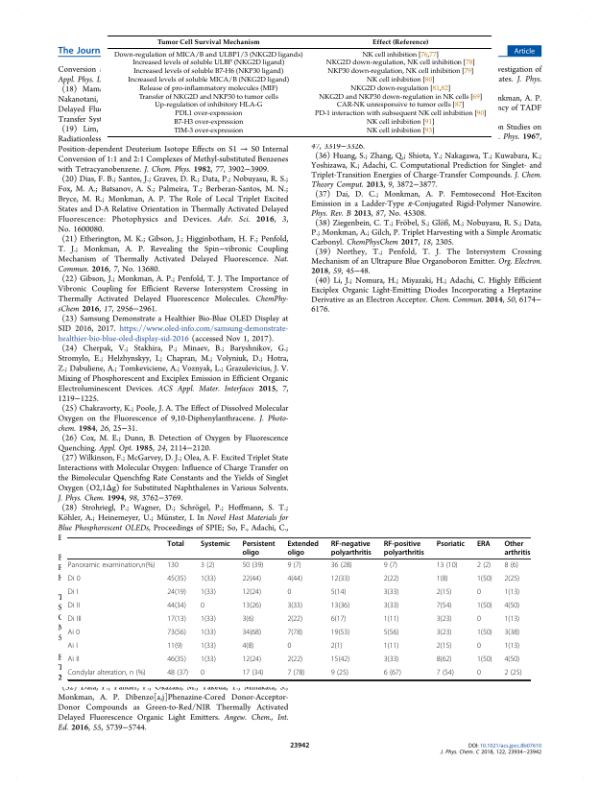 Tumor Cell Survival Mechanism Effect (Reference)
Down-regulation of MICA/B and ULBP1/3 (NKG2D ligands) NK cell inhibition [76,77]
Increased levels of soluble ULBP (NKG2D ligand) NKG2D down-regulation, NK cell inhibition [78]
Increased levels of soluble B7-H6 (NKP30 ligand) NKP30 down-regulation, NK cell inhibition [79]
Increased levels of soluble MICA/B (NKG2D ligand) NK cell inhibition [80]
Release of pro-inflammatory molecules (MIF) NKG2D down-regulation [81,82]
Transfer of NKG2D and NKP30 to tumor cells NKG2D and NKP30 down-regulation in NK cells [69]
Up-regulation of inhibitory HLA-G CAR-NK unresponsive to tumor cells [87]
PDL1 over-expression PD-1 interaction with subsequent NK cell inhibition [90]
B7-H3 over-expression NK cell inhibition [91]
TIM-3 over-expression NK cell inhibition [93]
The Journ
Article
Conversion
Appl. Phys. L
(18) Mam
Nakanotani,
Delayed Flu
Transfer Syst
(19) Lim,
Radiationless
Position-dependent Deuterium Isotope Effects on S1 → S0 Internal
Conversion of 1:1 and 2:1 Complexes of Methyl-substituted Benzenes
with Tetracyanobenzene. J. Chem. Phys. 1982, 77, 3902−3909.
(20) Dias, F. B.; Santos, J.; Graves, D. R.; Data, P.; Nobuyasu, R. S.;
Fox, M. A.; Batsanov, A. S.; Palmeira, T.; Berberan-Santos, M. N.;
Bryce, M. R.; Monkman, A. P. The Role of Local Triplet Excited
States and D-A Relative Orientation in Thermally Activated Delayed
Fluorescence: Photophysics and Devices. Adv. Sci. 2016, 3,
No. 1600080.
(21) Etherington, M. K.; Gibson, J.; Higginbotham, H. F.; Penfold,
T. J.; Monkman, A. P. Revealing the Spin−vibronic Coupling
Mechanism of Thermally Activated Delayed Fluorescence. Nat.
Commun. 2016, 7, No. 13680.
(22) Gibson, J.; Monkman, A. P.; Penfold, T. J. The Importance of
Vibronic Coupling for Efficient Reverse Intersystem Crossing in
Thermally Activated Delayed Fluorescence Molecules. ChemPhy-
sChem 2016, 17, 2956−2961.
(23) Samsung Demonstrate a Healthier Bio-Blue OLED Display at
SID 2016, 2017. https://www.oled-info.com/samsung-demonstrate-
healthier-bio-blue-oled-display-sid-2016 (accessed Nov 1, 2017).
(24) Cherpak, V.; Stakhira, P.; Minaev, B.; Baryshnikov, G.;
Stromylo, E.; Helzhynskyy, I.; Chapran, M.; Volyniuk, D.; Hotra,
Z.; Dabuliene, A.; Tomkeviciene, A.; Voznyak, L.; Grazulevicius, J. V.
Mixing of Phosphorescent and Exciplex Emission in Efficient Organic
Electroluminescent Devices. ACS Appl. Mater. Interfaces 2015, 7,
1219−1225.
(25) Chakravorty, K.; Poole, J. A. The Effect of Dissolved Molecular
Oxygen on the Fluorescence of 9,10-Diphenylanthracene. J. Photo-
chem. 1984, 26, 25−31.
(26) Cox, M. E.; Dunn, B. Detection of Oxygen by Fluorescence
Quenching. Appl. Opt. 1985, 24, 2114−2120.
(27) Wilkinson, F.; McGarvey, D. J.; Olea, A. F. Excited Triplet State
Interactions with Molecular Oxygen: Influence of Charge Transfer on
the Bimolecular Quenching Rate Constants and the Yields of Singlet
Oxygen (O2,1Δg) for Substituted Naphthalenes in Various Solvents.
J. Phys. Chem. 1994, 98, 3762−3769.
(28) Strohriegl, P.; Wagner, D.; Schrögel, P.; Hoffmann, S. T.;
Köhler, A.; Heinemeyer, U.; Münster, I. In Novel Host Materials for
Blue Phosphorescent OLEDs, Proceedings of SPIE; So, F., Adachi, C.,
vestigation of
ates. J. Phys.
nkman, A. P.
ncy of TADF
on Studies on
. Phys. 1967,
47, 3319−3326.
(36) Huang, S.; Zhang, Q.; Shiota, Y.; Nakagawa, T.; Kuwabara, K.;
Yoshizawa, K.; Adachi, C. Computational Prediction for Singlet- and
Triplet-Transition Energies of Charge-Transfer Compounds. J. Chem.
Theory Comput. 2013, 9, 3872−3877.
(37) Dai, D. C.; Monkman, A. P. Femtosecond Hot-Exciton
Emission in a Ladder-Type π-Conjugated Rigid-Polymer Nanowire.
Phys. Rev. B 2013, 87, No. 45308.
(38) Ziegenbein, C. T.; Fröbel, S.; Glöß, M.; Nobuyasu, R. S.; Data,
P.; Monkman, A.; Gilch, P. Triplet Harvesting with a Simple Aromatic
Carbonyl. ChemPhysChem 2017, 18, 2305.
(39) Northey, T.; Penfold, T. J. The Intersystem Crossing
Mechanism of an Ultrapure Blue Organoboron Emitter. Org. Electron.
2018, 59, 45−48.
(40) Li, J.; Nomura, H.; Miyazaki, H.; Adachi, C. Highly Efficient
Exciplex Organic Light-Emitting Diodes Incorporating a Heptazine
Derivative as an Electron Acceptor. Chem. Commun. 2014, 50, 6174−
6176.
Total Systemic Persistent oligo Extended oligo RF-negative polyarthritis RF-positive polyarthritis Psoriatic ERA Other arthritis
Panoramic examination,n(%) 130 3 (2) 50 (39) 9 (7) 36 (28) 9 (7) 13 (10) 2 (2) 8 (6)
Di 0 45(35) 1(33) 22(44) 4(44) 12(33) 2(22) 1(8) 1(50) 2(25)
Di I 24(19) 1(33) 12(24) 0 5(14) 3(33) 2(15) 0 1(13)
Di II 44(34) 0 13(26) 3(33) 13(36) 3(33) 7(54) 1(50) 4(50)
Di III 17(13) 1(33) 3(6) 2(22) 6(17) 1(11) 3(23) 0 1(13)
Ai 0 73(56) 1(33) 34(68) 7(78) 19(53) 5(56) 3(23) 1(50) 3(38)
Ai I 11(9) 1(33) 4(8) 0 2(1) 1(11) 2(15) 0 1(13)
Ai II 46(35) 1(33) 12(24) 2(22) 15(42) 3(33) 8(62) 1(50) 4(50)
Condylar alteration, n (%) 48 (37) 0 17 (34) 7 (78) 9 (25) 6 (67) 7 (54) 0 2 (25)
Monkman, A. P. Dibenzo[a,j]Phenazine-Cored Donor-Acceptor-
Donor Compounds as Green-to-Red/NIR Thermally Activated
Delayed Fluorescence Organic Light Emitters. Angew. Chem., Int.
Ed. 2016, 55, 5739−5744.
23942
DOI: 10.1021/acs.jpcc.8b07610
J. Phys. Chem. C 2018, 122, 23934−23942